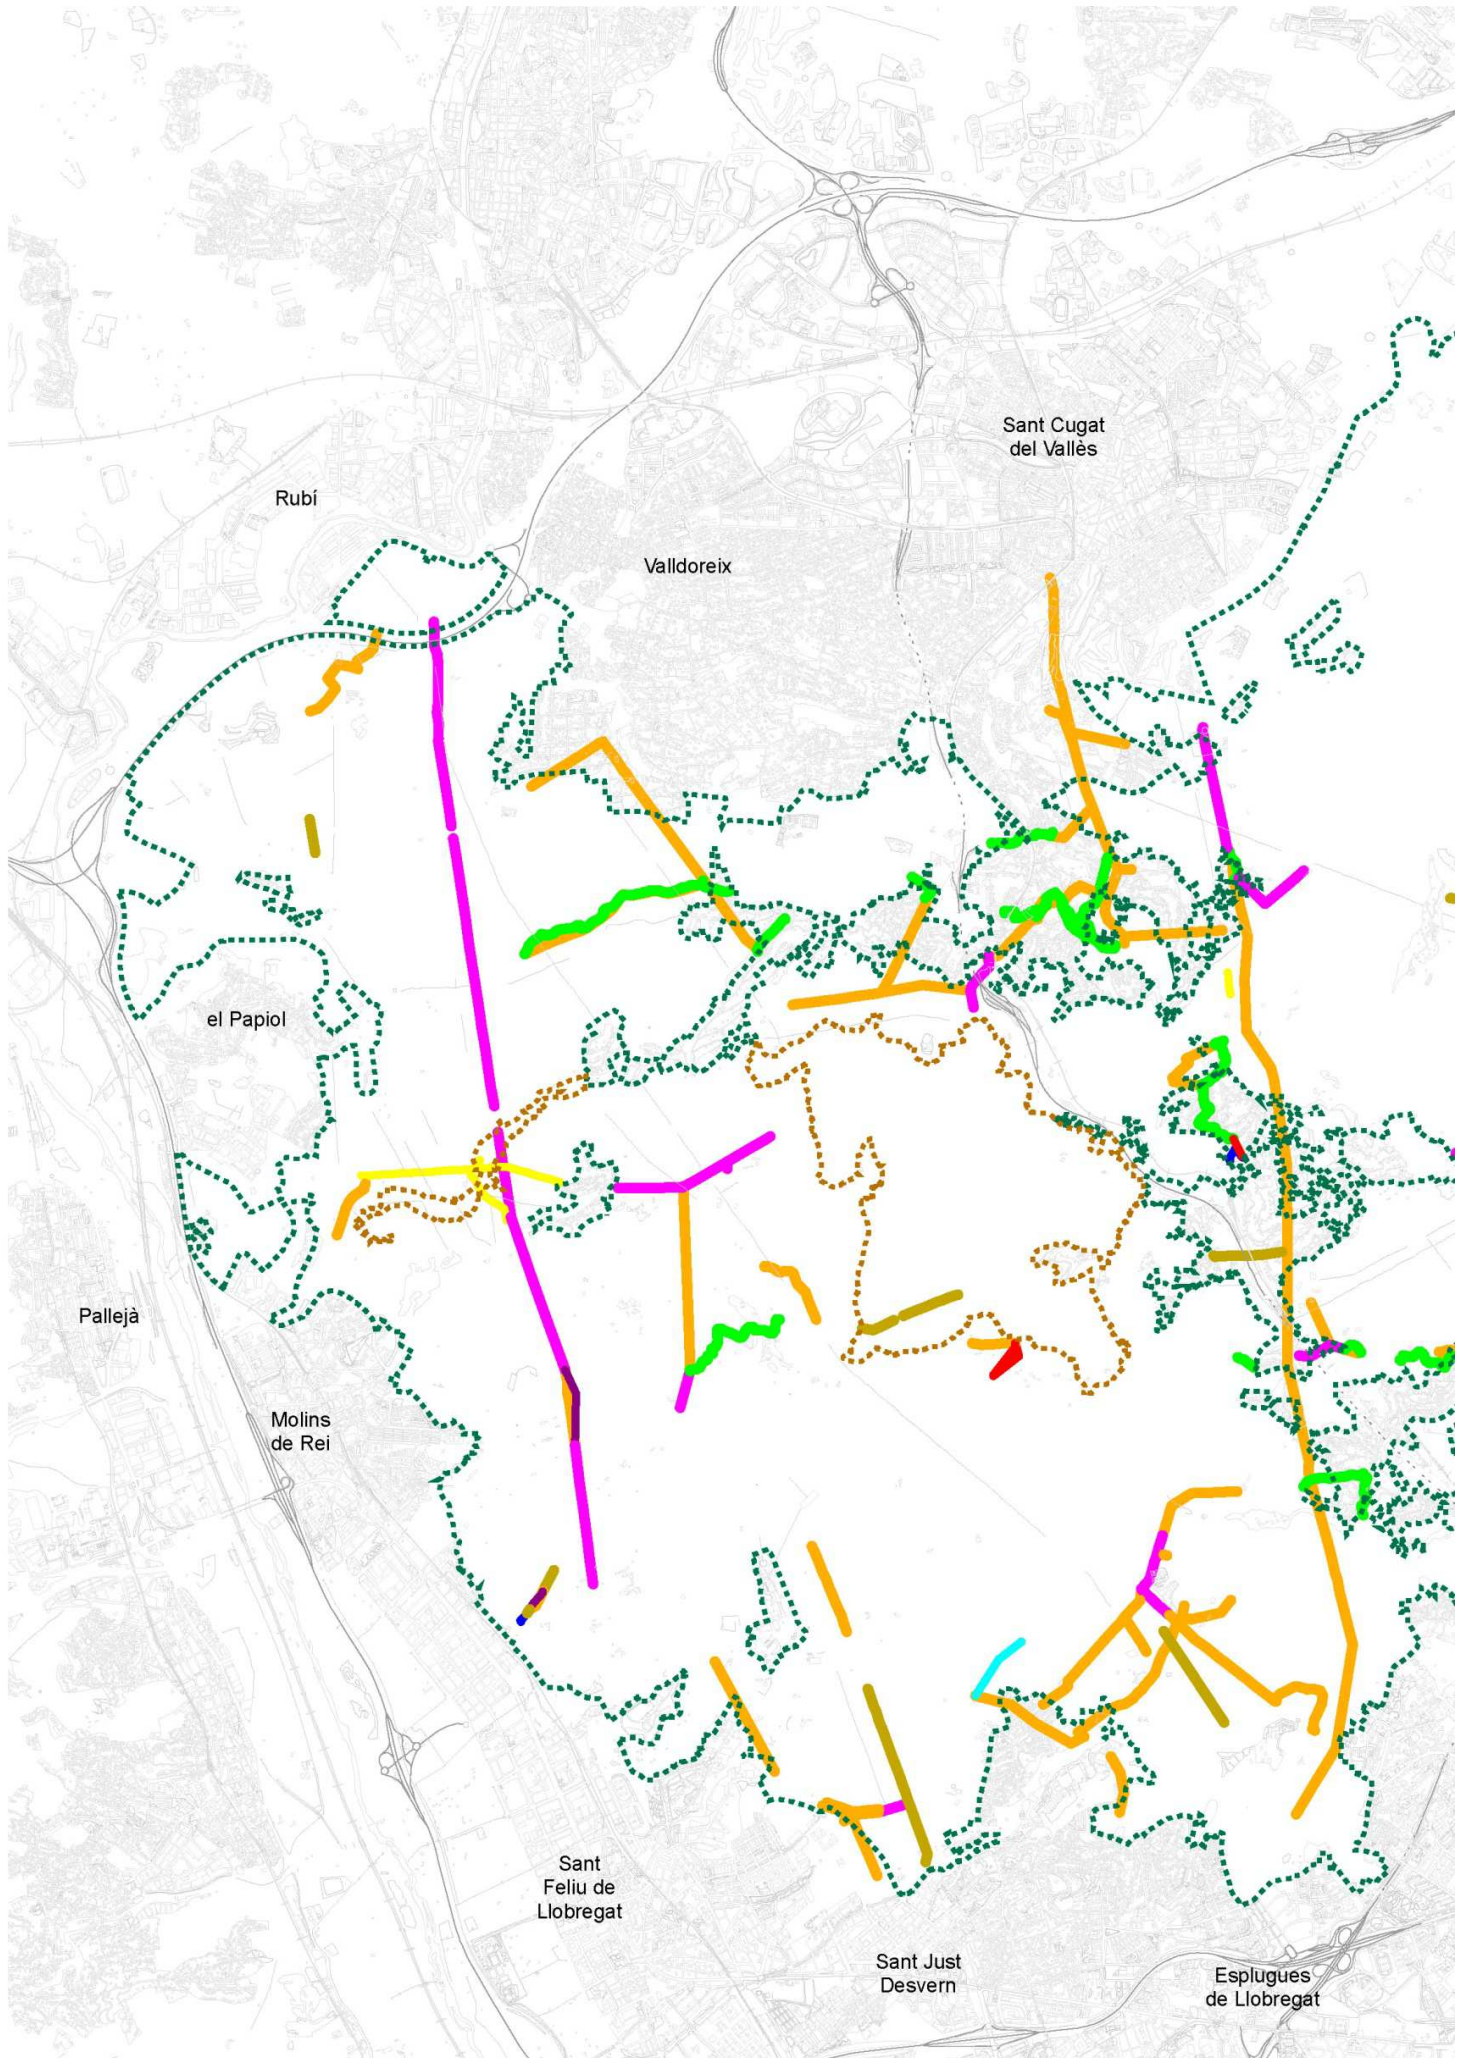 Sant Cugat
del Vallès
Rubí
Valldoreix
el Papiol
Pallejà
Molins
de Rei
Sant
Feliu de
Llobregat
Sant Just
Desvern
Esplugues
de Llobregat